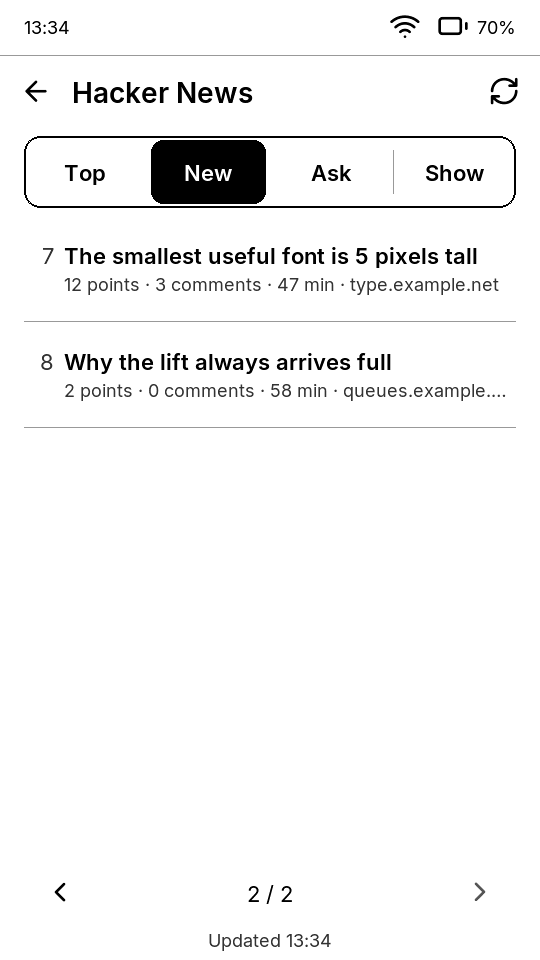 13:34 70%
Hacker News
Top New Ask Show
7 The smallest useful font is 5 pixels tall
12 points · 3 comments · 47 min · type.example.net
8 Why the lift always arrives full
2 points · 0 comments · 58 min · queues.example....
2 / 2
Updated 13:34